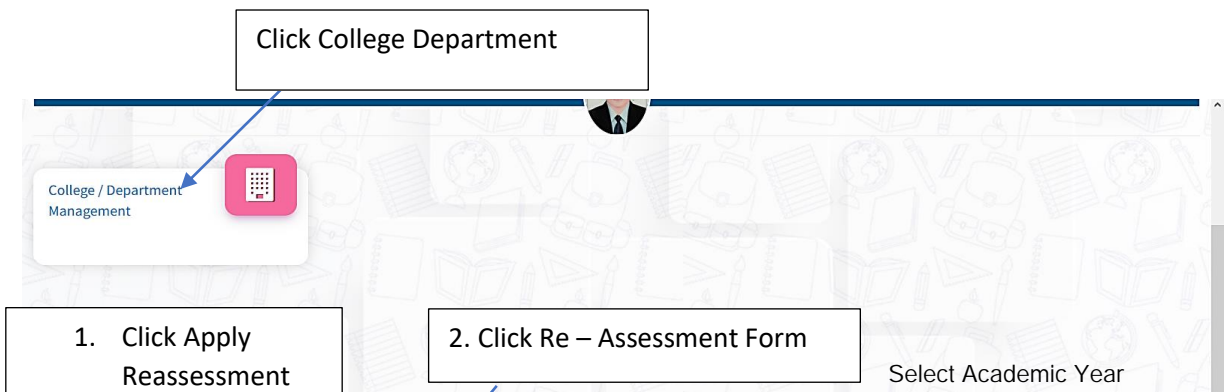 Click College Department
College / Department
Management
1. Click Apply
Reassessment
2. Click Re – Assessment Form
Select Academic Year